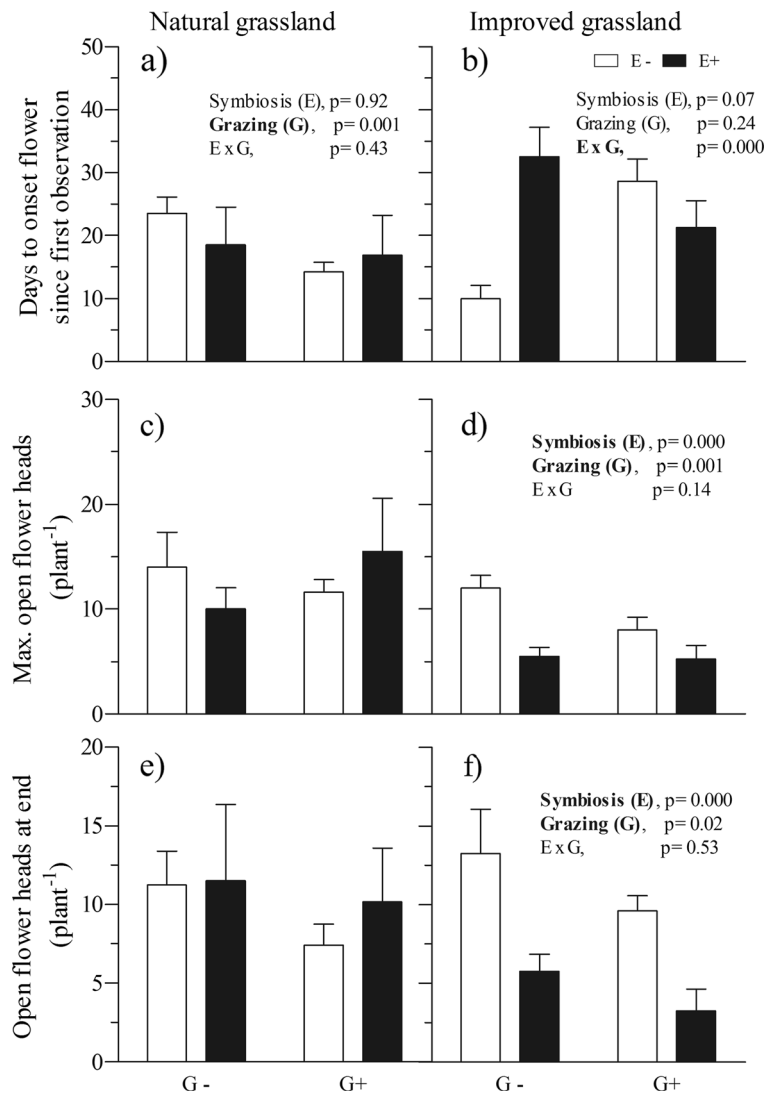 Natural grassland
Improved grassland
Days to onset flower
since first observation
50
40
30
20
10
0
a)
Symbiosis (E), p= 0.92
Grazing (G), p= 0.001
E x G, p= 0.43
b)
E - E+
Symbiosis (E), p= 0.07
Grazing (G), p= 0.24
E x G, p= 0.000
Max. open flower heads
(plant-1)
30
20
10
0
c)
d)
Symbiosis (E), p= 0.000
Grazing (G), p= 0.001
E x G p= 0.14
Open flower heads at end
(plant-1)
20
15
10
5
0
e)
f)
Symbiosis (E), p= 0.000
Grazing (G), p= 0.02
E x G, p= 0.53
G - G+ G - G+